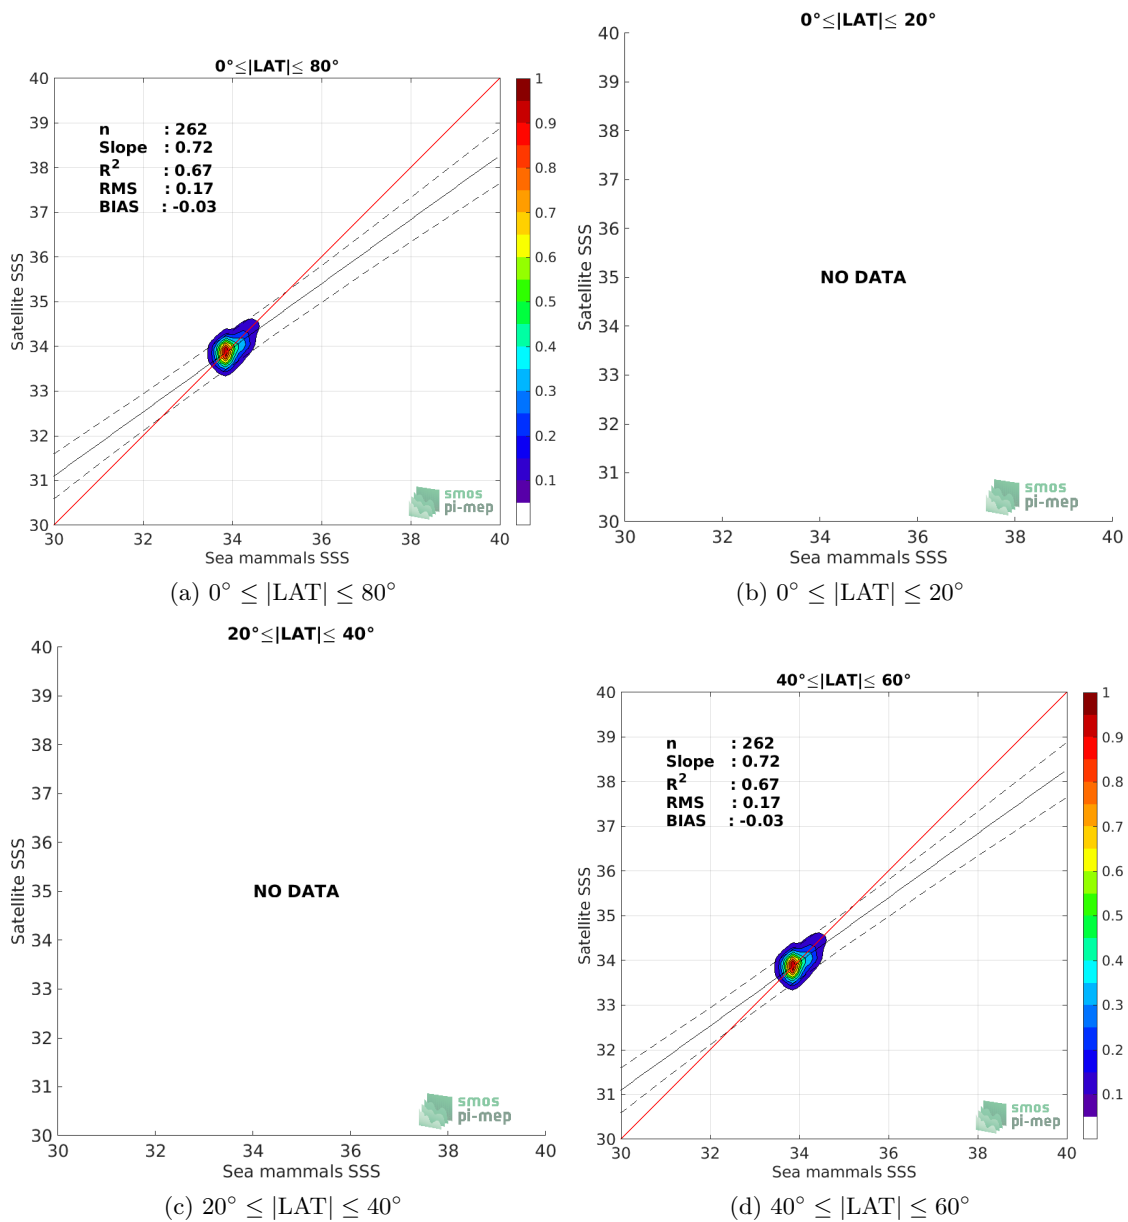 0°≤|LAT|≤ 80°
40
39
38
37
36
35
34
33
32
31
30
30
32
34
36
38
40
Satellite SSS
Sea mammals SSS
n : 262
Slope : 0.72
R² : 0.67
RMS : 0.17
BIAS : -0.03
1
0.9
0.8
0.7
0.6
0.5
0.4
0.3
0.2
0.1
smos
pi-mep
(a) 0° ≤ |LAT| ≤ 80°
0°≤|LAT|≤ 20°
40
39
38
37
36
35
34
33
32
31
30
30
32
34
36
38
40
Satellite SSS
Sea mammals SSS
NO DATA
smos
pi-mep
(b) 0° ≤ |LAT| ≤ 20°
20°≤|LAT|≤ 40°
40
39
38
37
36
35
34
33
32
31
30
30
32
34
36
38
40
Satellite SSS
Sea mammals SSS
NO DATA
smos
pi-mep
(c) 20° ≤ |LAT| ≤ 40°
40°≤|LAT|≤ 60°
40
39
38
37
36
35
34
33
32
31
30
30
32
34
36
38
40
Satellite SSS
Sea mammals SSS
n : 262
Slope : 0.72
R² : 0.67
RMS : 0.17
BIAS : -0.03
1
0.9
0.8
0.7
0.6
0.5
0.4
0.3
0.2
0.1
smos
pi-mep
(d) 40° ≤ |LAT| ≤ 60°